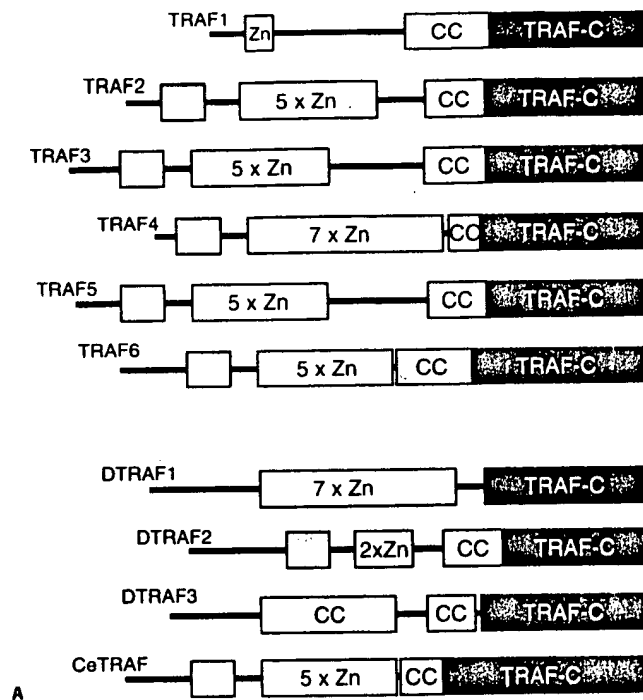 TRAF1 Zn CC TRAF-C
TRAF2 5 x Zn CC TRAF-C
TRAF3 5 x Zn CC TRAF-C
TRAF4 7 x Zn CC TRAF-C
TRAF5 5 x Zn CC TRAF-C
TRAF6 5 x Zn CC TRAF-C
DTRAF1 7 x Zn TRAF-C
DTRAF2 2xZn CC TRAF-C
DTRAF3 CC CC TRAF-C
CeTRAF 5 x Zn CC TRAF-C
A